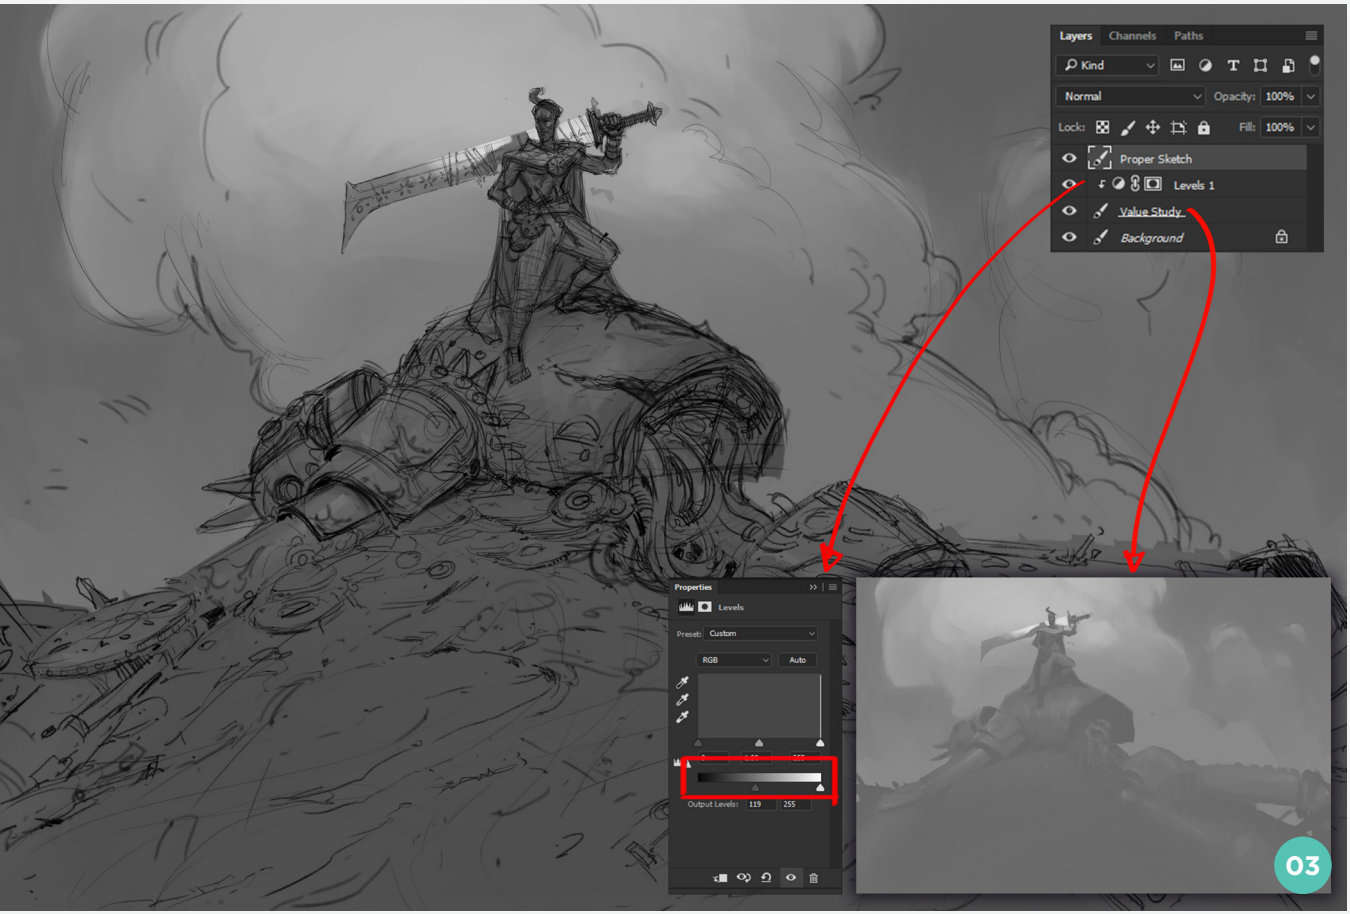 Layers Channels Paths
Kind
Normal Opacity: 100%
Lock: Fill: 100%
Proper Sketch
Levels 1
Value Study
Background
Properties
Levels
Preset: Custom
RGB Auto
Output Levels: 119 255
03